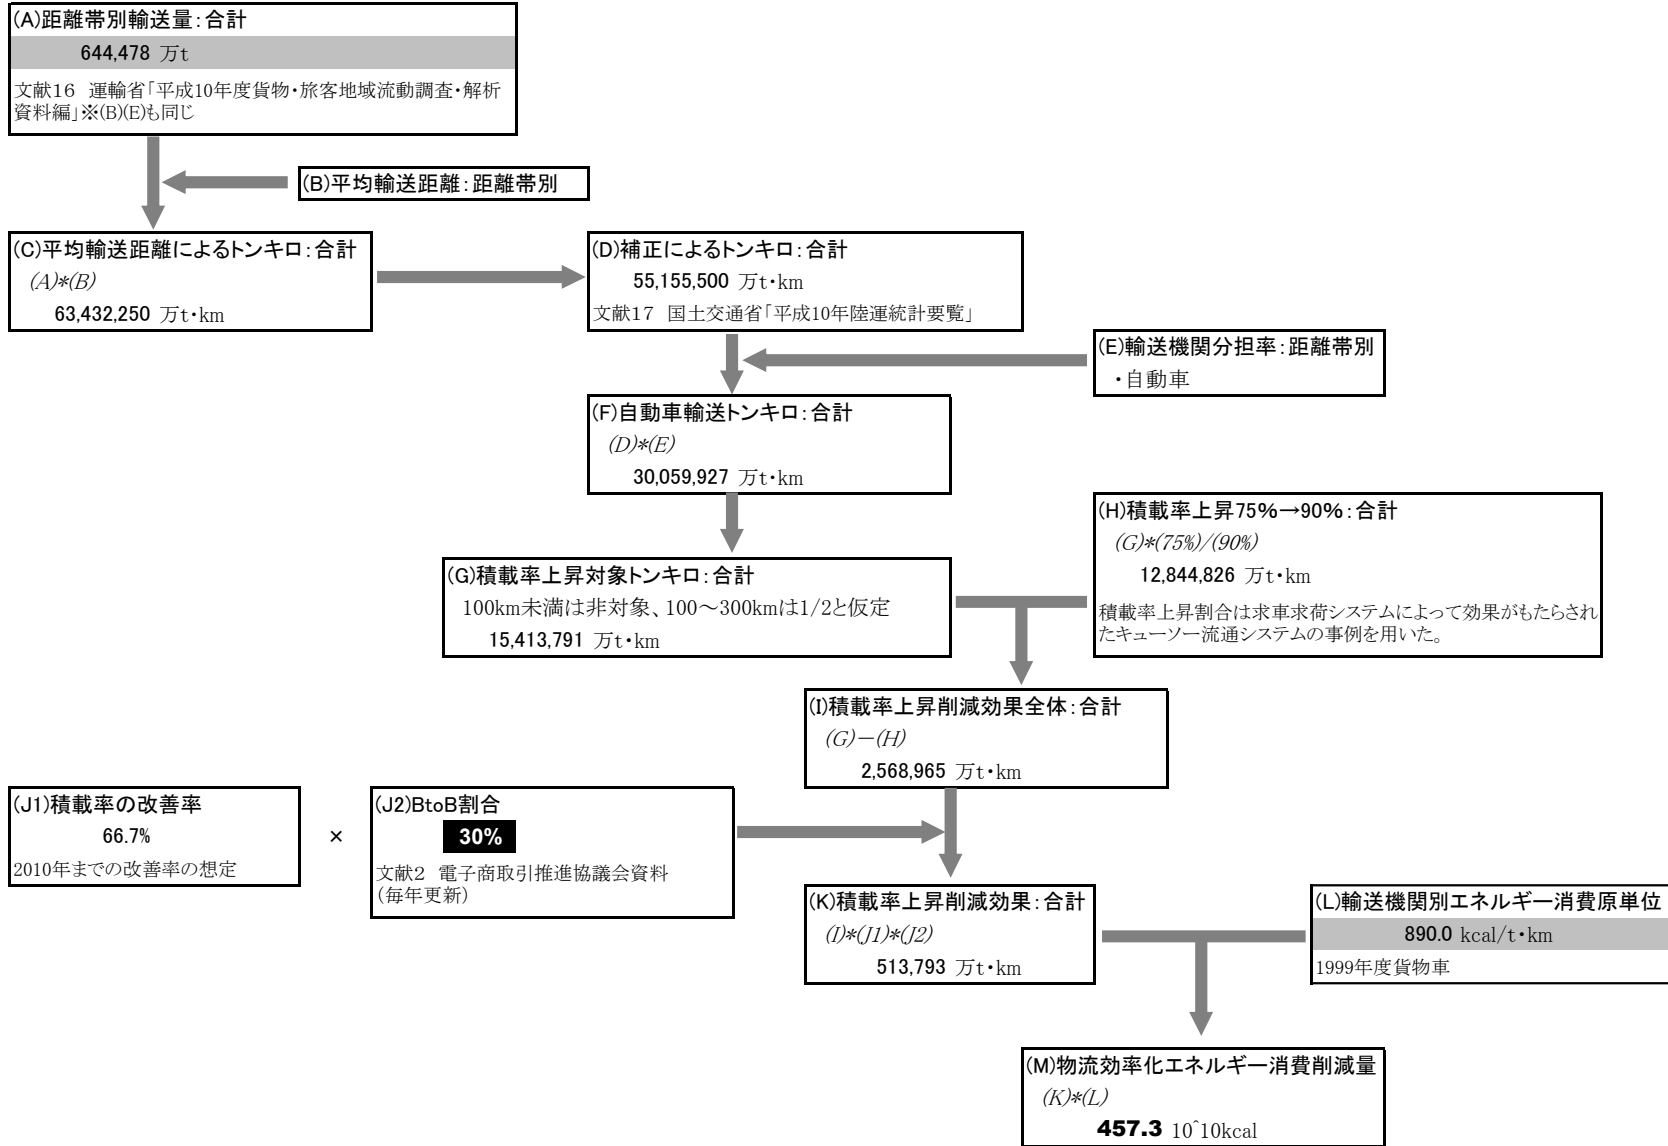 (A)距離帯別輸送量：合計
644,478 万t
文献16　運輸省「平成10年度貨物・旅客地域流動調査・解析
資料編」※(B)(E)も同じ
(B)平均輸送距離：距離帯別
(C)平均輸送距離によるトンキロ：合計
(A)*(B)
63,432,250 万t・km
(D)補正によるトンキロ：合計
55,155,500 万t・km
文献17　国土交通省「平成10年陸運統計要覧」
(E)輸送機関分担率：距離帯別
・自動車
(F)自動車輸送トンキロ：合計
(D)*(E)
30,059,927 万t・km
(G)積載率上昇対象トンキロ：合計
100km未満は非対象、100～300kmは1/2と仮定
15,413,791 万t・km
(H)積載率上昇75%→90%：合計
(G)*(75%)/(90%)
12,844,826 万t・km
積載率上昇割合は求車求荷システムによって効果がもたらされ
たキューソー流通システムの事例を用いた。
(I)積載率上昇削減効果全体：合計
(G)－(H)
2,568,965 万t・km
(J1)積載率の改善率
66.7%
2010年までの改善率の想定
×
(J2)BtoB割合
30%
文献2　電子商取引推進協議会資料
（毎年更新）
(K)積載率上昇削減効果：合計
(I)*(J1)*(J2)
513,793 万t・km
(L)輸送機関別エネルギー消費原単位
890.0 kcal/t・km
1999年度貨物車
(M)物流効率化エネルギー消費削減量
(K)*(L)
457.3 10^10kcal